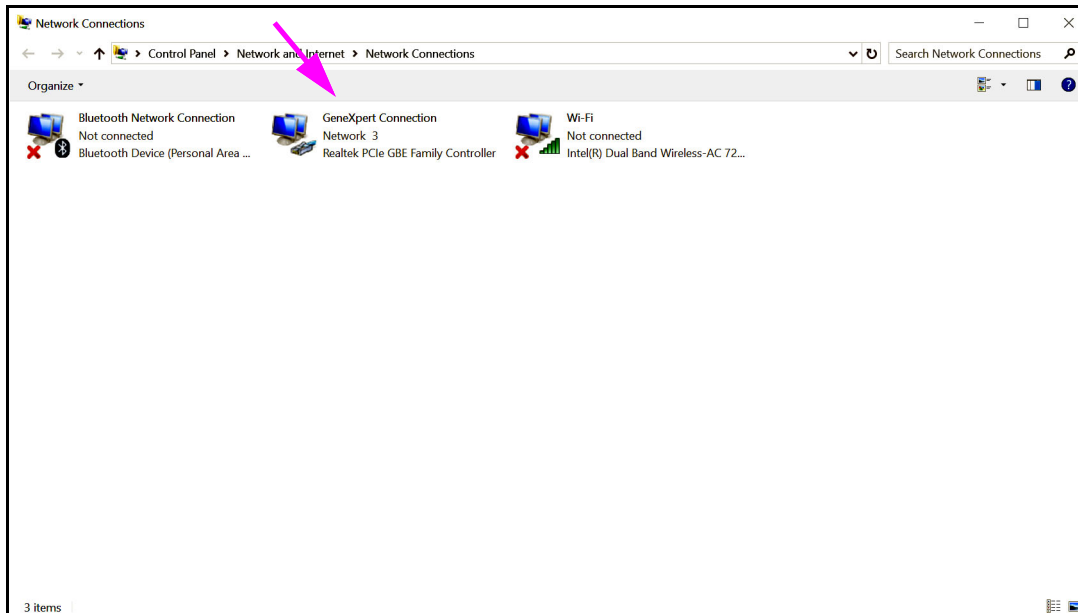 Network Connections
Control Panel > Network and Internet > Network Connections
Search Network Connections
Organize
Bluetooth Network Connection
Not connected
Bluetooth Device (Personal Area ...
GeneXpert Connection
Network 3
Realtek PCIe GBE Family Controller
Wi-Fi
Not connected
Intel(R) Dual Band Wireless-AC 72...
3 items